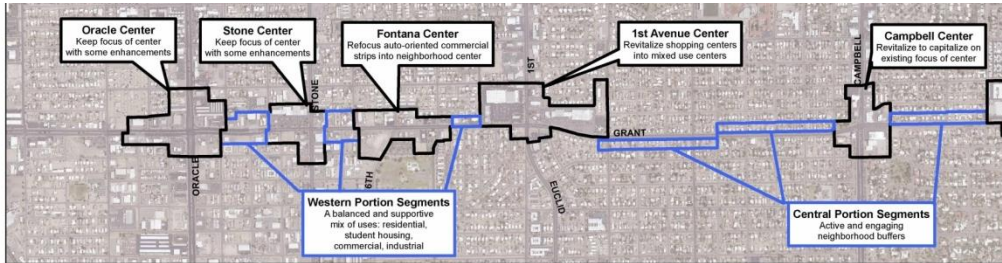 Oracle Center
Keep focus of center
with some enhancements
Stone Center
Keep focus of center
with some enhancements
Fontana Center
Refocus auto-oriented commercial
strips into neighborhood center
1st Avenue Center
Revitalize shopping centers
into mixed use centers
Campbell Center
Revitalize to capitalize on
existing focus of center
STONE
1ST
CAMPBELL
GRANT
ORACLE
6TH
EUCLID
Western Portion Segments
A balanced and supportive
mix of uses: residential,
student housing,
commercial, industrial
Central Portion Segments
Active and engaging
neighborhood buffers